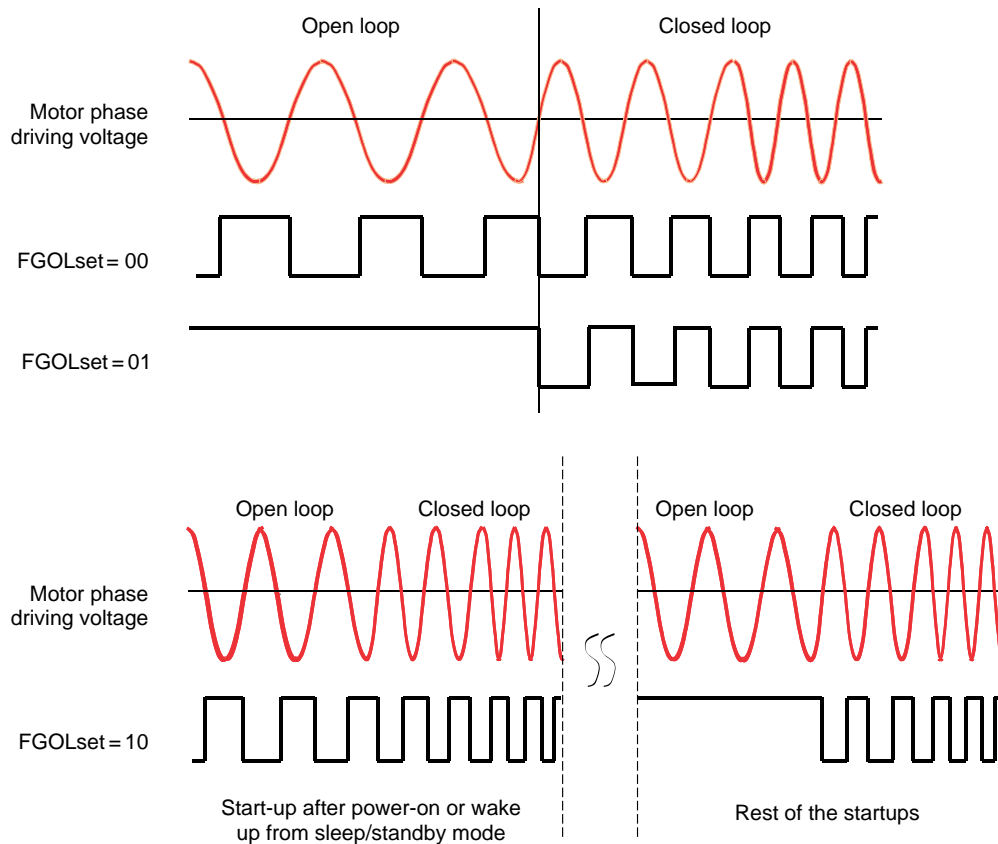 Open loop
Closed loop
Motor phase
driving voltage
FGOLset = 00
FGOLset = 01
Open loop
Closed loop
Open loop
Closed loop
Motor phase
driving voltage
FGOLset = 10
Start-up after power-on or wake
up from sleep/standby mode
Rest of the startups